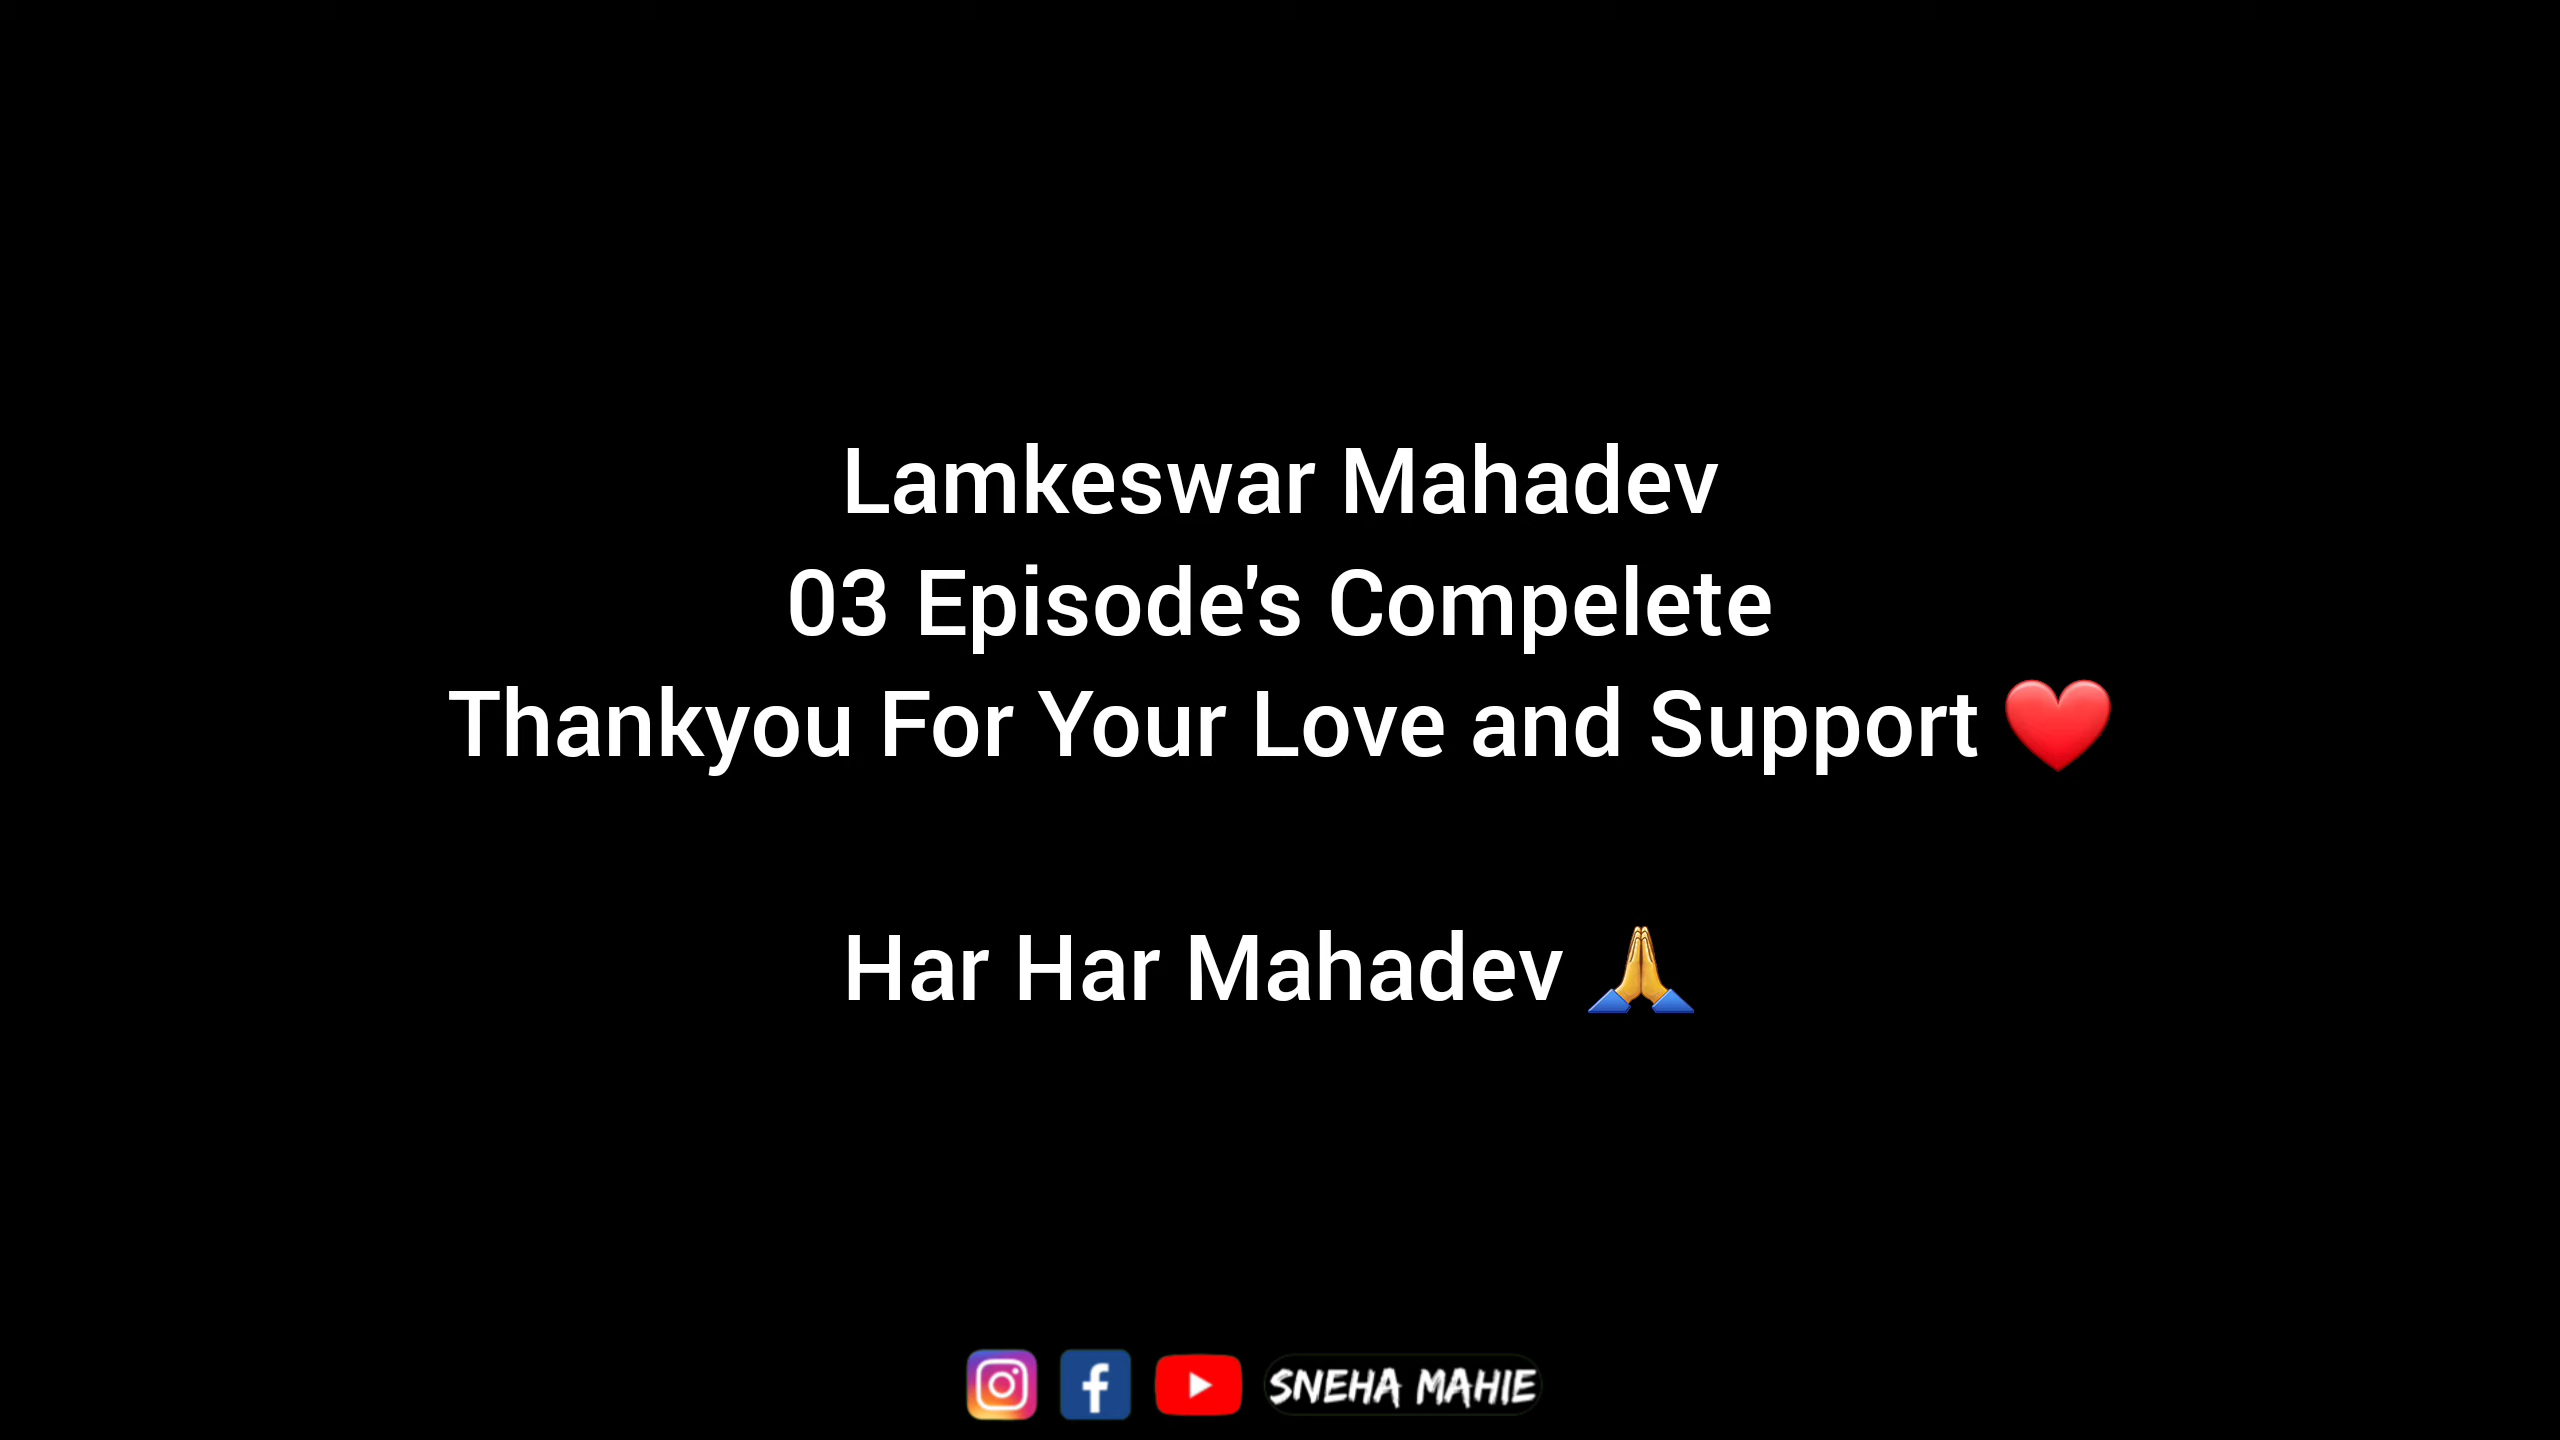 Lamkeswar Mahadev
03 Episode's Compelete
Thankyou For Your Love and Support ❤️
Har Har Mahadev 🙏
SNEHA MAHIE